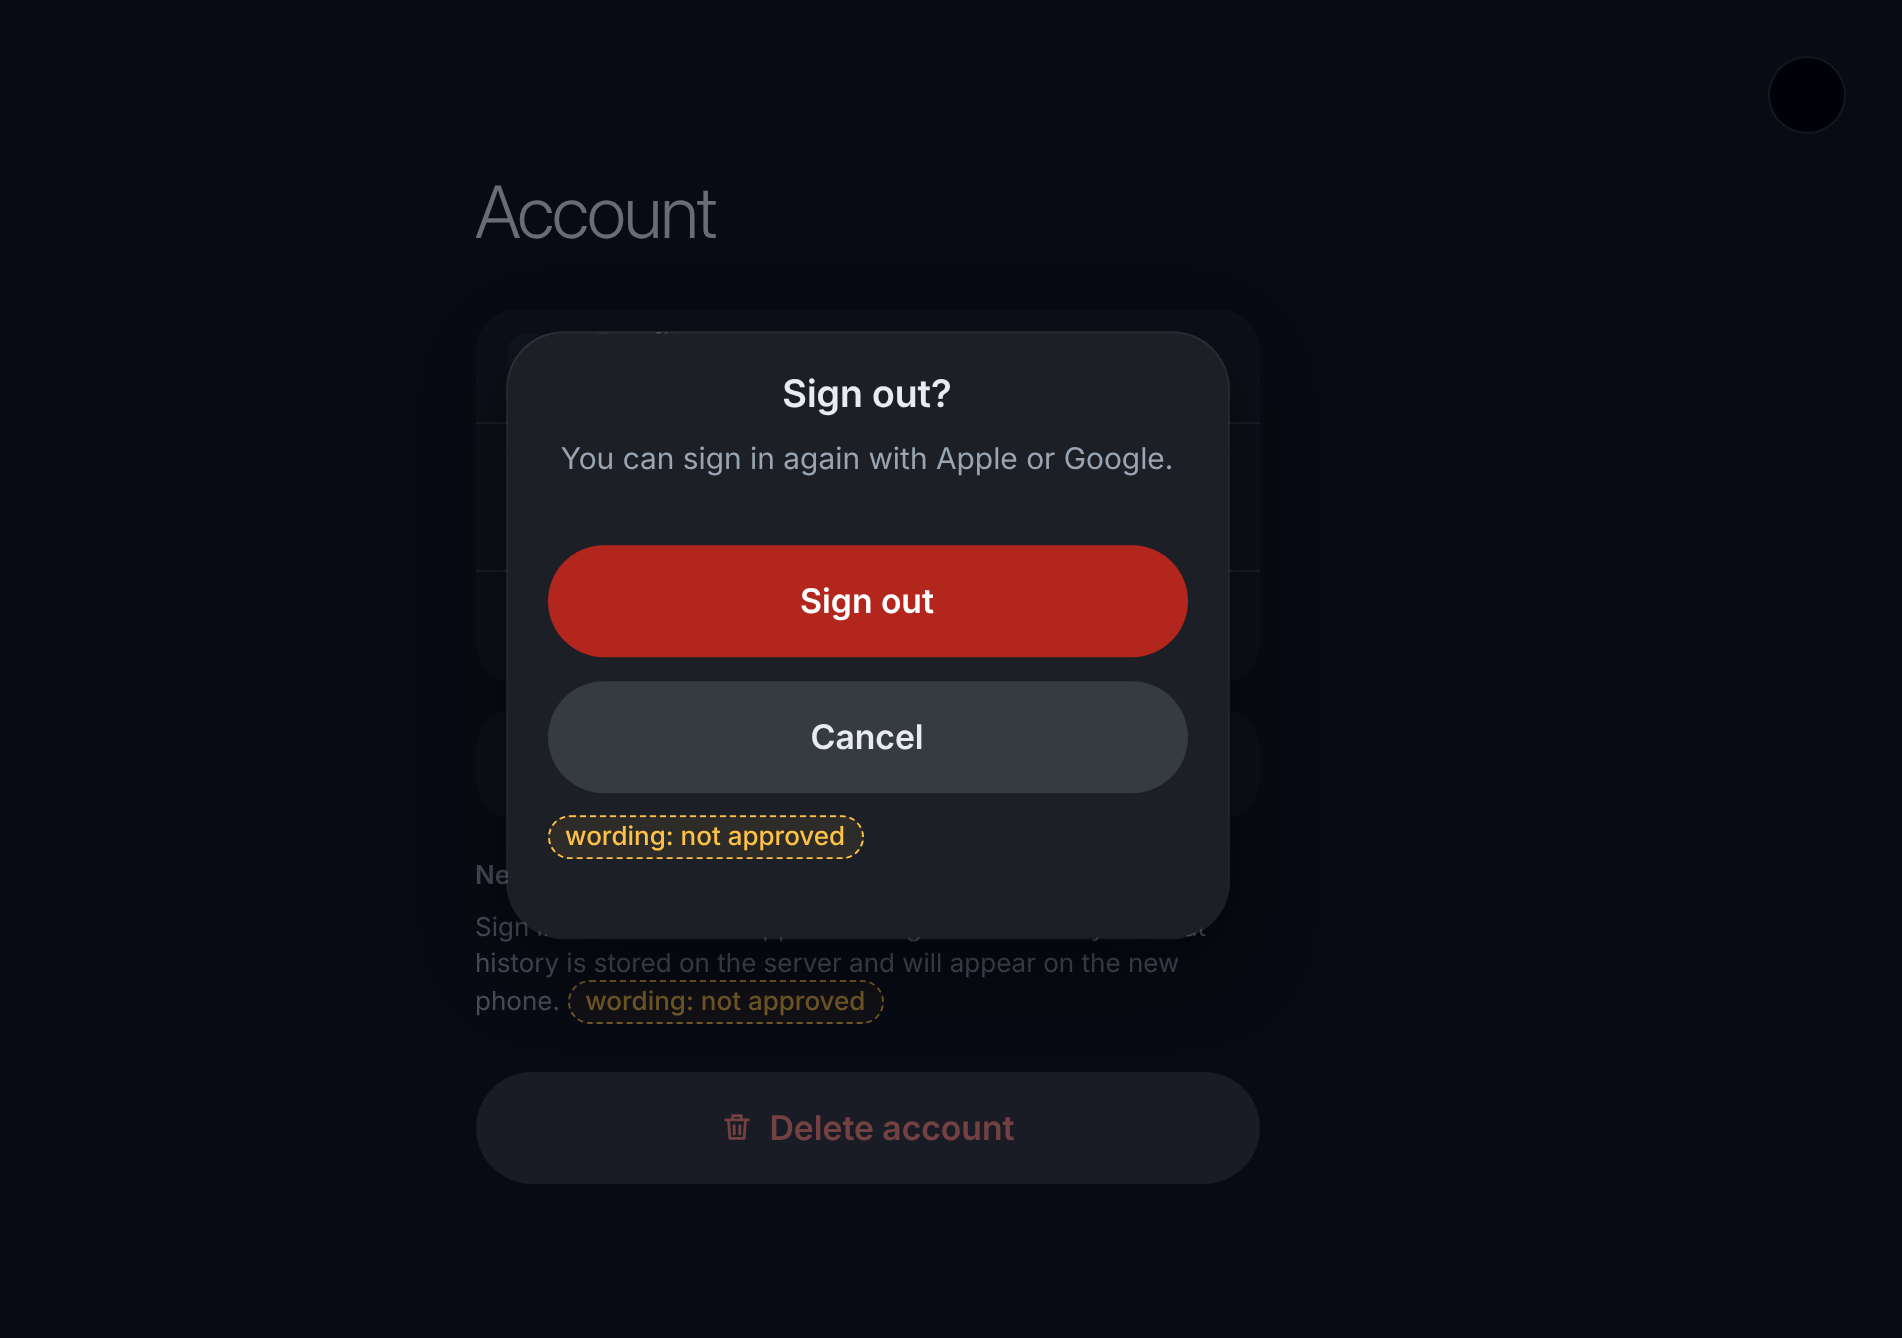 Account
Sign out?
You can sign in again with Apple or Google.
Sign out
Cancel
wording: not approved
Sign
history is stored on the server and will appear on the new
phone. wording: not approved
Delete account